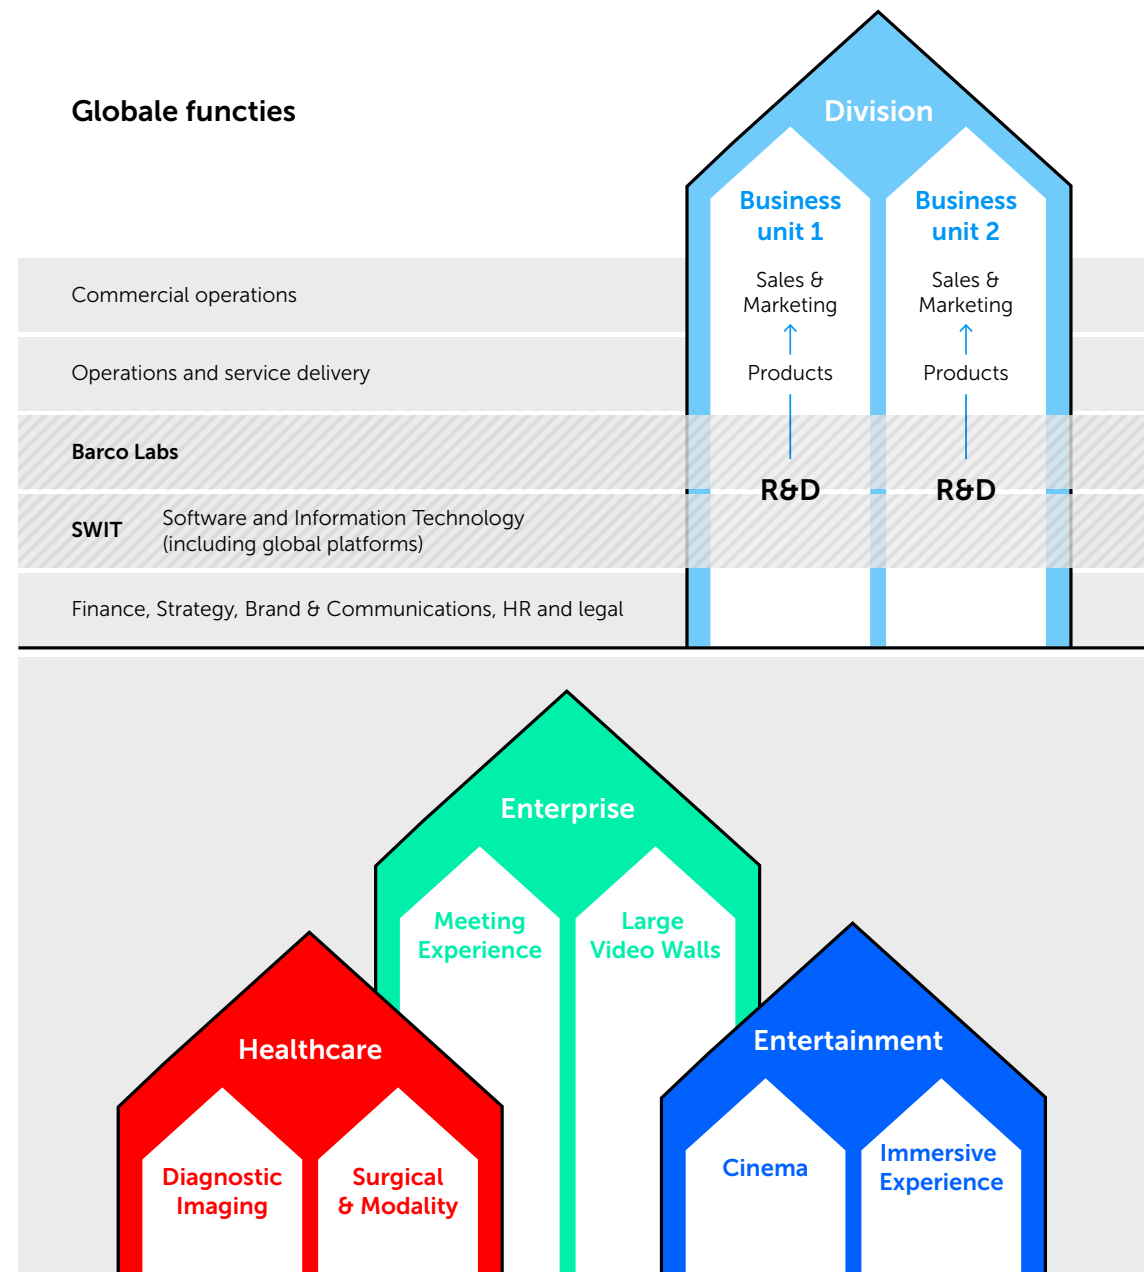 Globale functies
Division
Business
unit 1
Business
unit 2
Commercial operations
Sales &
Marketing
Sales &
Marketing
Operations and service delivery
Products
Products
Barco Labs
R&D
R&D
SWIT
Software and Information Technology
(including global platforms)
Finance, Strategy, Brand & Communications, HR and legal
Enterprise
Meeting
Experience
Large
Video Walls
Healthcare
Diagnostic
Imaging
Surgical
& Modality
Entertainment
Cinema
Immersive
Experience